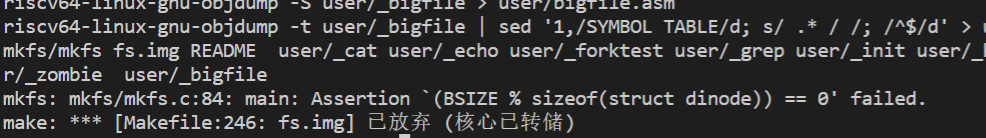 riscv64-linux-gnu-objdump -S user/_bigfile > user/bigfile.asm
riscv64-linux-gnu-objdump -t user/_bigfile | sed '1,/SYMBOL TABLE/d; s/ .* / /; /^$/d' >
mkfs/mkfs fs.img README  user/_cat user/_echo user/_forktest user/_grep user/_init
r/_zombie  user/_bigfile
mkfs: mkfs/mkfs.c:84: main: Assertion `(BSIZE % sizeof(struct dinode)) == 0' failed.
make: *** [Makefile:246: fs.img] 已放弃 (核心已转储)